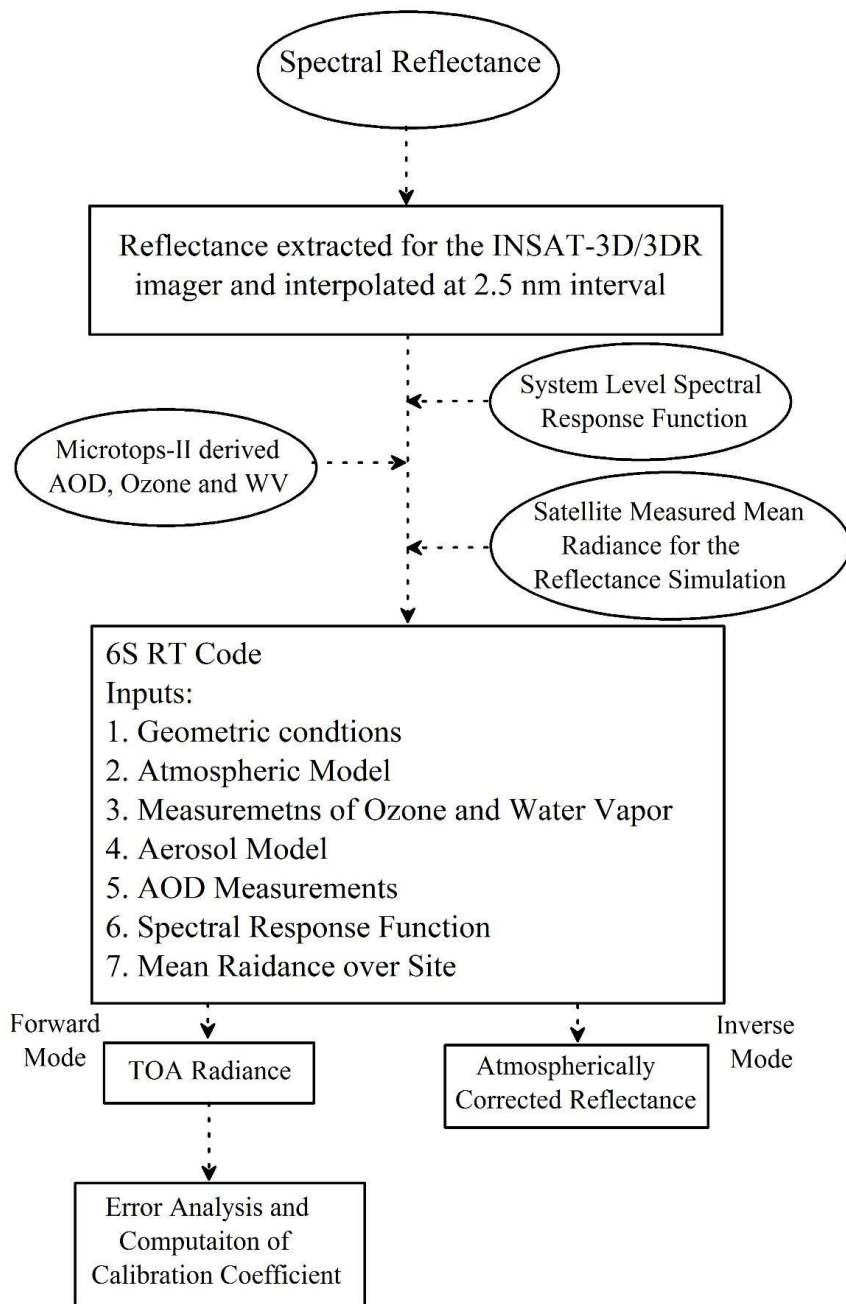 Spectral Reflectance
Reflectance extracted for the INSAT-3D/3DR
imager and interpolated at 2.5 nm interval
System Level Spectral
Response Function
Microtops-II derived
AOD, Ozone and WV
Satellite Measured Mean
Radiance for the
Reflectance Simulation
6S RT Code
Inputs:
1. Geometric condtions
2. Atmospheric Model
3. Measuremetns of Ozone and Water Vapor
4. Aerosol Model
5. AOD Measurements
6. Spectral Response Function
7. Mean Raidance over Site
Forward
Mode
Inverse
Mode
TOA Radiance
Atmospherically
Corrected Reflectance
Error Analysis and
Computaiton of
Calibration Coefficient